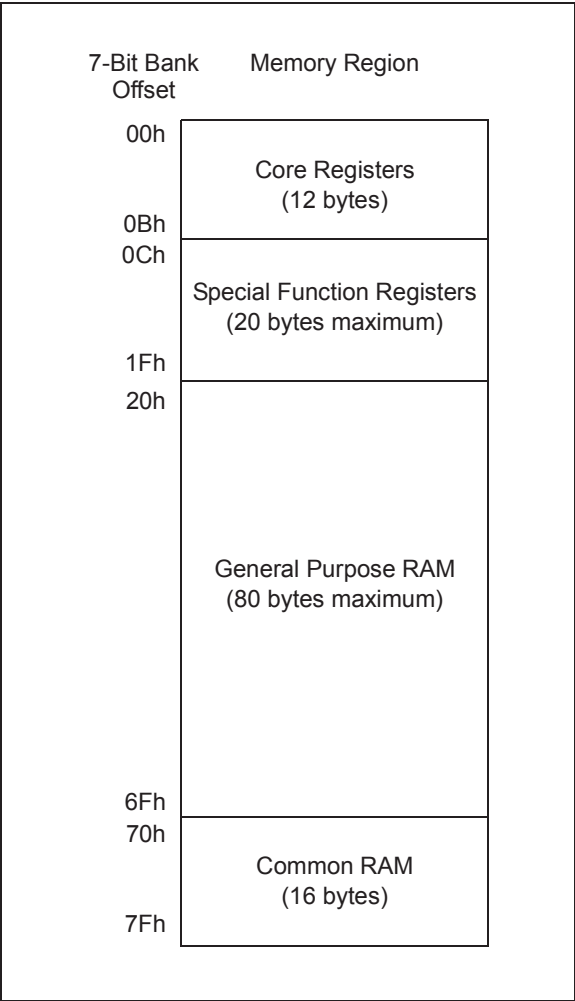 7-Bit Bank Offset
Memory Region
00h
Core Registers
(12 bytes)
0Bh
0Ch
Special Function Registers
(20 bytes maximum)
1Fh
20h
General Purpose RAM
(80 bytes maximum)
6Fh
70h
Common RAM
(16 bytes)
7Fh